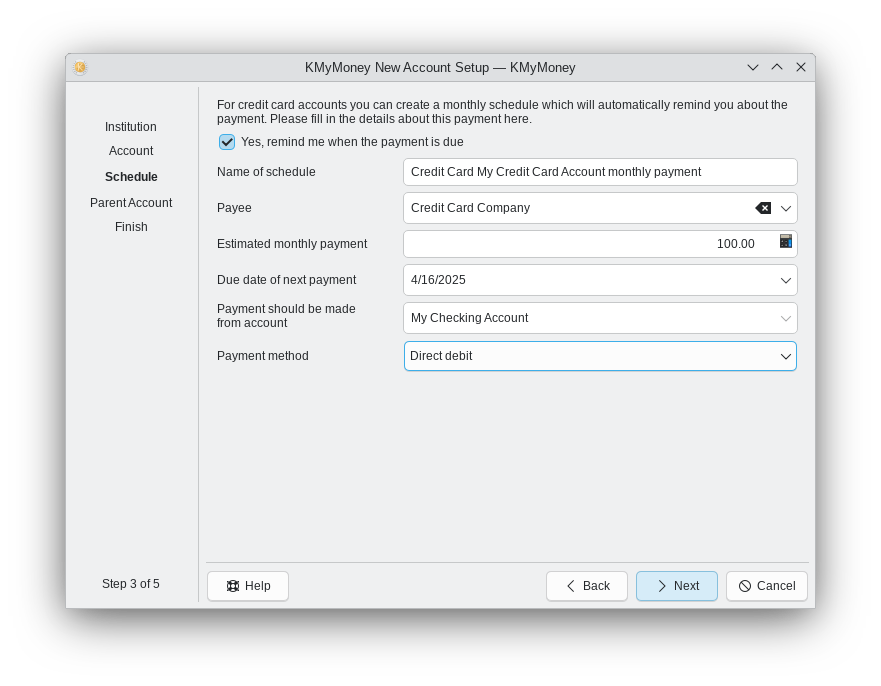 KMyMoney New Account Setup — KMyMoney
Institution
Account
Schedule
Parent Account
Finish
Step 3 of 5
For credit card accounts you can create a monthly schedule which will automatically remind you about the
payment. Please fill in the details about this payment here.
Yes, remind me when the payment is due
Name of schedule
Credit Card My Credit Card Account monthly payment
Payee
Credit Card Company
Estimated monthly payment
100.00
Due date of next payment
4/16/2025
Payment should be made
from account
My Checking Account
Payment method
Direct debit
Help
Back
Next
Cancel